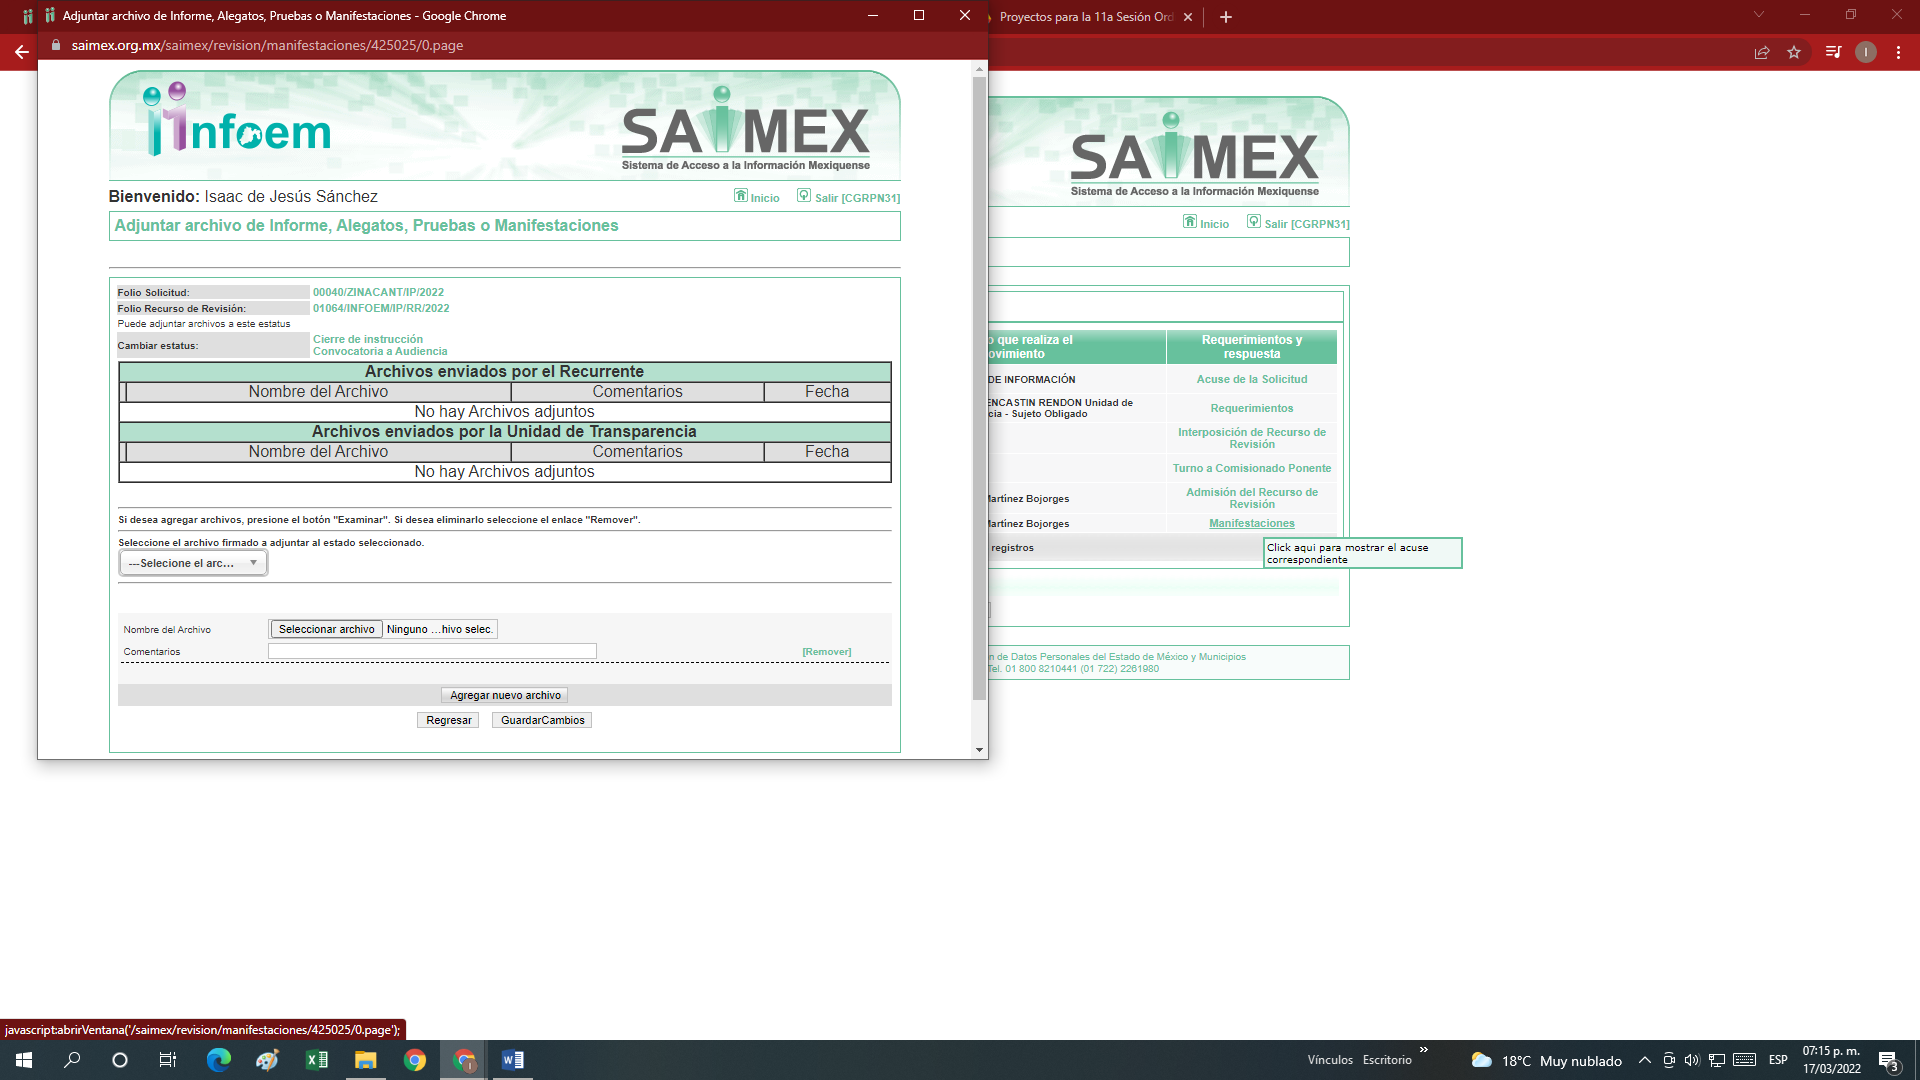 Adjuntar archivo de Informe, Alegatos, Pruebas o Manifestaciones - Google Chrome
Proyectos para la 11a Sesión Ord
saimex.org.mx/saimex/revision/manifestaciones/425025/0.page
I
infoem
SAIMEX
Sistema de Acceso a la Información Mexiquense
Bienvenido: Isaac de Jesús Sánchez
Inicio
Salir [CGRPN31]
Adjuntar archivo de Informe, Alegatos, Pruebas o Manifestaciones
Folio Solicitud: 00040/ZINACANT/IP/2022
Folio Recurso de Revisión: 01064/INFOEM/IP/RR/2022
Puede adjuntar archivos a este estatus
Cambiar estatus: Cierre de instrucción
Convocatoria a Audiencia
Archivos enviados por el Recurrente
Nombre del Archivo Comentarios Fecha
No hay Archivos adjuntos
Archivos enviados por la Unidad de Transparencia
Nombre del Archivo Comentarios Fecha
No hay Archivos adjuntos
Si desea agregar archivos, presione el botón "Examinar". Si desea eliminarlo seleccione el enlace "Remover".
Seleccione el archivo firmado a adjuntar al estado seleccionado.
---Selecione el arc...
Nombre del Archivo Seleccionar archivo Ninguno ...hivo selec.
Comentarios [Remover]
Agregar nuevo archivo
Regresar GuardarCambios
SAIMEX
Sistema de Acceso a la Información Mexiquense
Inicio
Salir [CGRPN31]
o que realiza el
ovimiento
Requerimientos y
respuesta
DE INFORMACIÓN
Acuse de la Solicitud
ENCASTIN RENDON Unidad de
cia - Sujeto Obligado
Requerimientos
Interposición de Recurso de
Revisión
Turno a Comisionado Ponente
Martínez Bojorges
Admisión del Recurso de
Revisión
Martínez Bojorges
Manifestaciones
registros
Click aqui para mostrar el acuse
correspondiente
n de Datos Personales del Estado de México y Municipios
Tel. 01 800 8210441 (01 722) 2261980
javascript:abrirVentana('/saimex/revision/manifestaciones/425025/0.page');
Vínculos
Escritorio
»
18°C Muy nublado
ESP
07:15 p. m.
17/03/2022
3